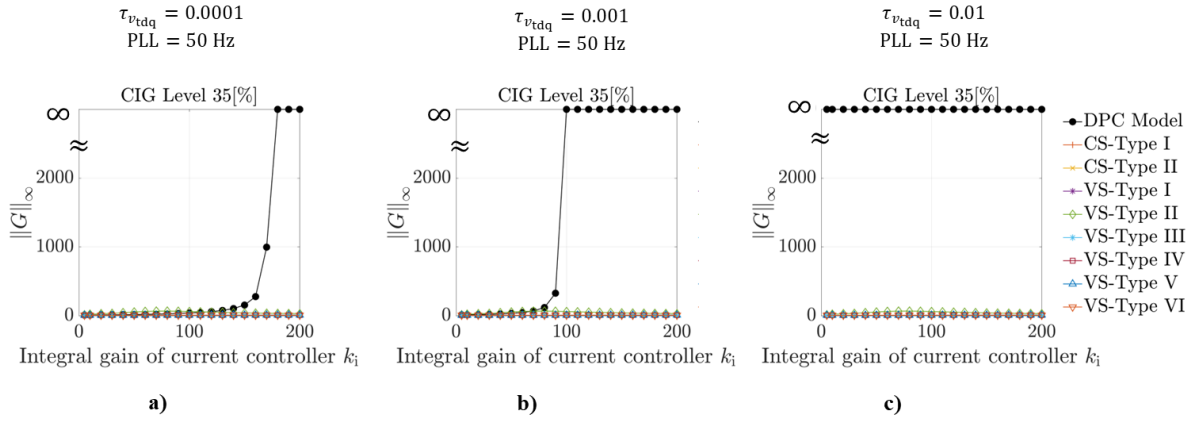 τ_{v_{tdq}} = 0.0001
PLL = 50 Hz
CIG Level 35[%]
∞
≈
2000
1000
0
‖G‖_∞
0
100
200
Integral gain of current controller k_i
a)
τ_{v_{tdq}} = 0.001
PLL = 50 Hz
CIG Level 35[%]
∞
≈
2000
1000
0
‖G‖_∞
0
100
200
Integral gain of current controller k_i
b)
τ_{v_{tdq}} = 0.01
PLL = 50 Hz
CIG Level 35[%]
∞
≈
2000
1000
0
‖G‖_∞
0
100
200
Integral gain of current controller k_i
c)
DPC Model
CS-Type I
CS-Type II
VS-Type I
VS-Type II
VS-Type III
VS-Type IV
VS-Type V
VS-Type VI